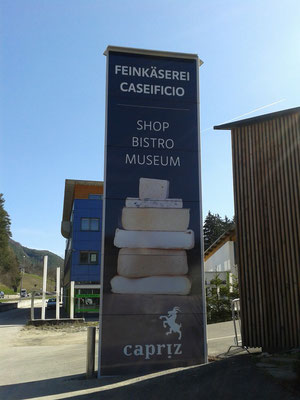 FEINKÄSEREI
CASEIFICIO
SHOP
BISTRO
MUSEUM
capriz